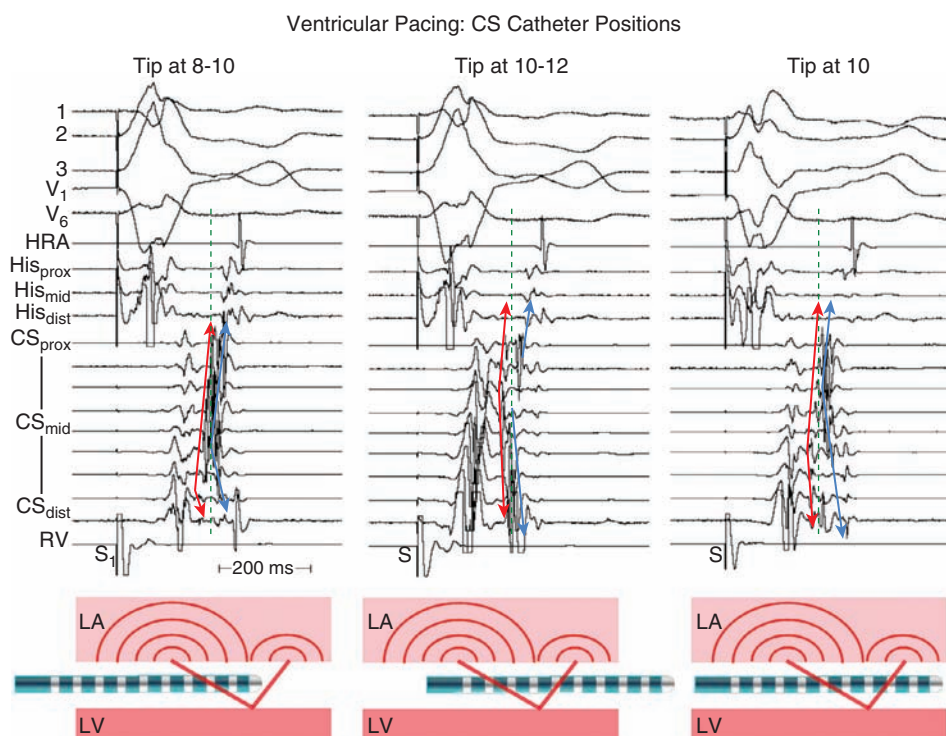 Ventricular Pacing: CS Catheter Positions
Tip at 8-10 Tip at 10-12 Tip at 10
1
2
3
V1
V6
HRA
Hisprox
Hismid
Hisdist
CSprox
CSmid
CSdist
RV
S1 S S
200 ms
LA LA LA
LV LV LV